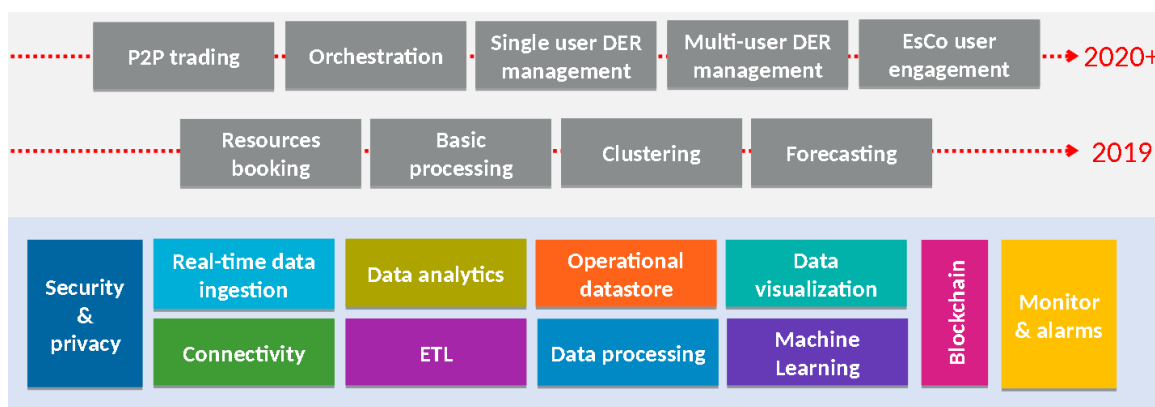 P2P trading
Orchestration
Single user DER
management
Multi-user DER
management
EsCo user
engagement
2020+
Resources
booking
Basic
processing
Clustering
Forecasting
2019
Security
&
privacy
Real-time data
ingestion
Data analytics
Operational
datastore
Data
visualization
Connectivity
ETL
Data processing
Machine
Learning
Blockchain
Monitor
& alarms